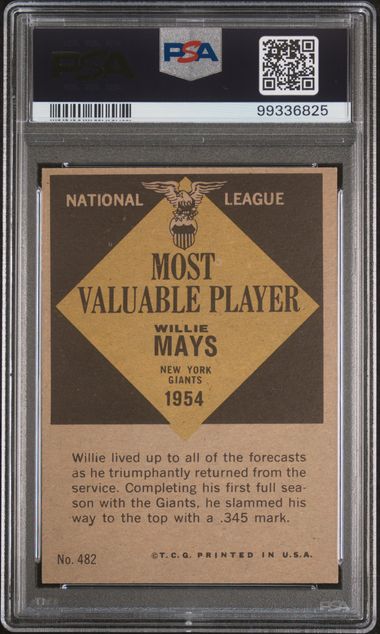 PSA
PSA
99336825
NATIONAL LEAGUE
MOST
VALUABLE PLAYER
WILLIE
MAYS
NEW YORK
GIANTS
1954
Willie lived up to all of the forecasts
as he triumphantly returned from the
service. Completing his first full sea-
son with the Giants, he slammed his
way to the top with a .345 mark.
No. 482
©T.C.G. PRINTED IN U.S.A.